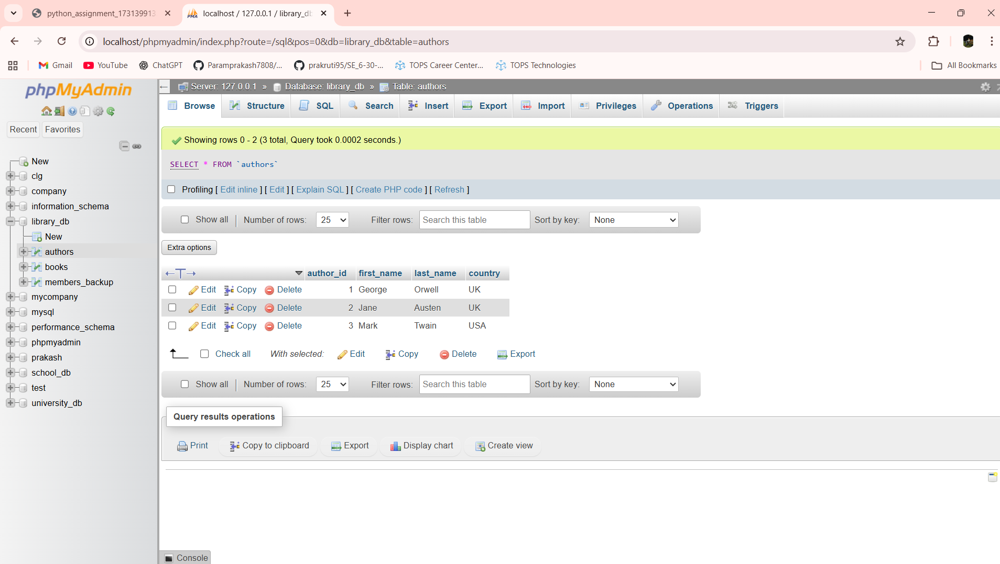 python_assignment_173139913
localhost / 127.0.0.1 / library_db
localhost/phpmyadmin/index.php?route=/sql&pos=0&db=library_db&table=authors
Gmail YouTube ChatGPT Paramprakash7808/... prakruti95/SE_6-30-... TOPS Career Center... TOPS Technologies All Bookmarks
phpMyAdmin
Recent Favorites
New
clg
company
information_schema
library_db
New
authors
books
members_backup
mycompany
mysql
performance_schema
phpmyadmin
prakash
school_db
test
university_db
Server: 127.0.0.1 » Database: library_db » Table: authors
Browse Structure SQL Search Insert Export Import Privileges Operations Triggers
Showing rows 0 - 2 (3 total, Query took 0.0002 seconds.)
SELECT * FROM `authors`
Profiling [ Edit inline ] [ Edit ] [ Explain SQL ] [ Create PHP code ] [ Refresh ]
Show all Number of rows: 25 Filter rows: Search this table Sort by key: None
Extra options
author_id first_name last_name country
Edit Copy Delete 1 George Orwell UK
Edit Copy Delete 2 Jane Austen UK
Edit Copy Delete 3 Mark Twain USA
Check all With selected: Edit Copy Delete Export
Show all Number of rows: 25 Filter rows: Search this table Sort by key: None
Query results operations
Print Copy to clipboard Export Display chart Create view
Console